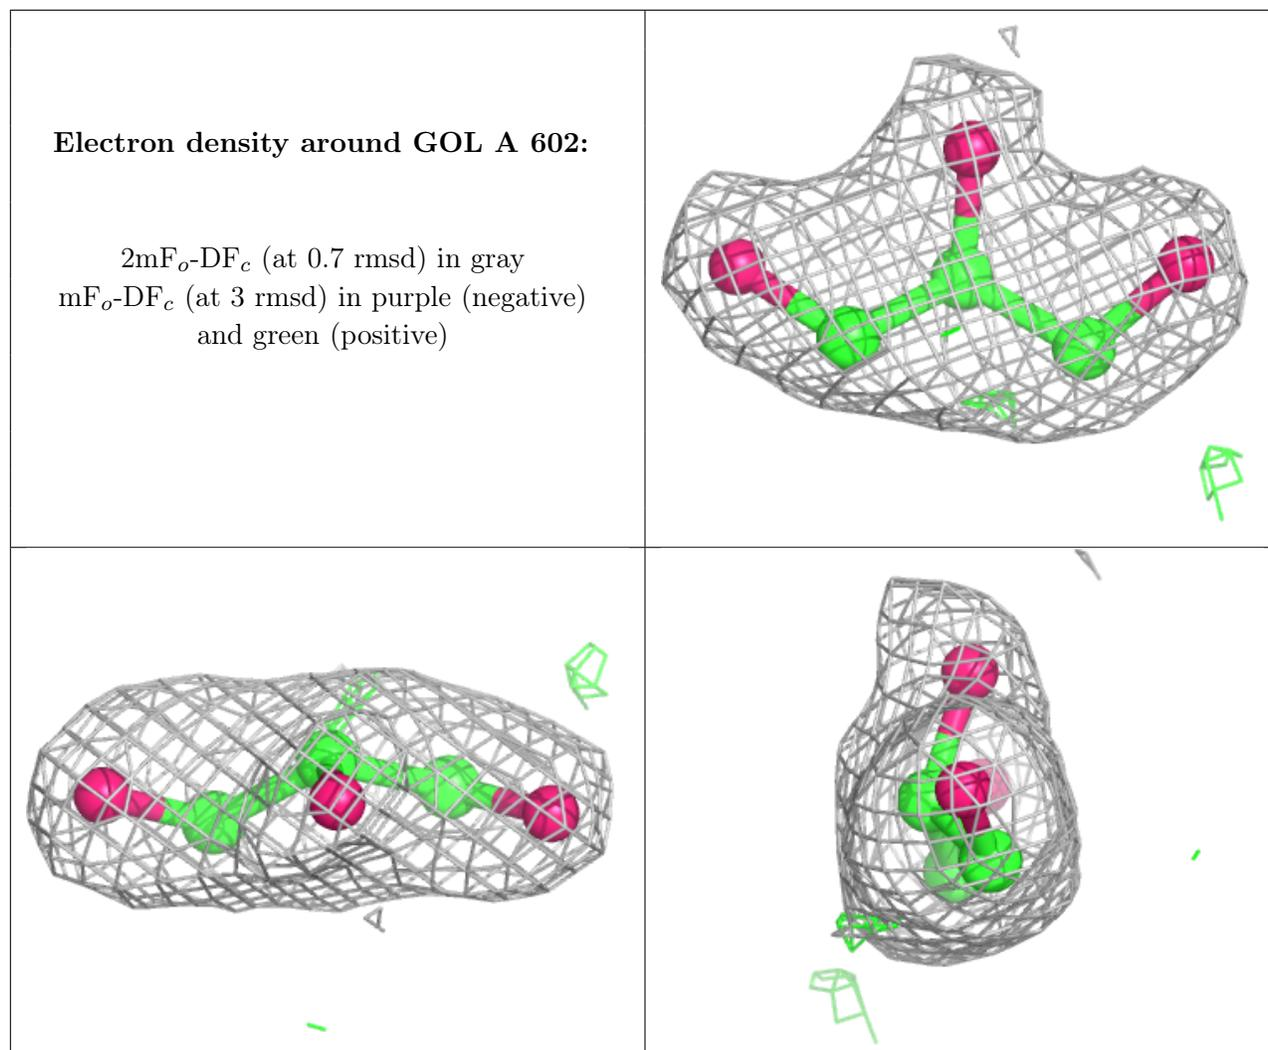 Electron density around GOL A 602:
2mFo-DFc (at 0.7 rmsd) in gray
mFo-DFc (at 3 rmsd) in purple (negative)
and green (positive)